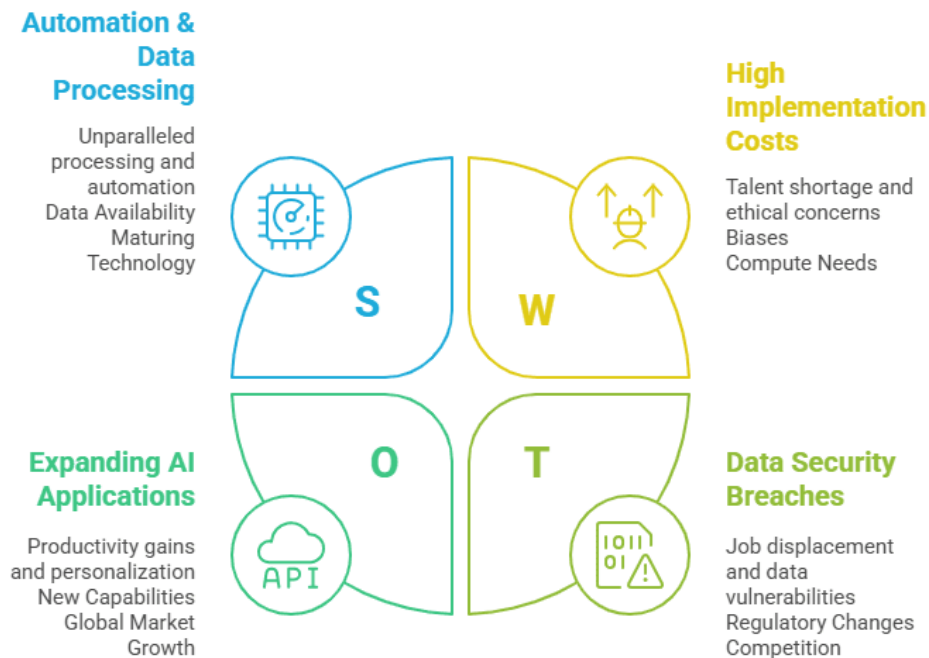 Automation &
Data
Processing
Unparalleled
processing and
automation
Data Availability
Maturing
Technology
S
High
Implementation
Costs
Talent shortage and
ethical concerns
Biases
Compute Needs
W
Expanding AI
Applications
Productivity gains
and personalization
New Capabilities
Global Market
Growth
O
API
Data Security
Breaches
Job displacement
and data
vulnerabilities
Regulatory Changes
Competition
T
1011
01